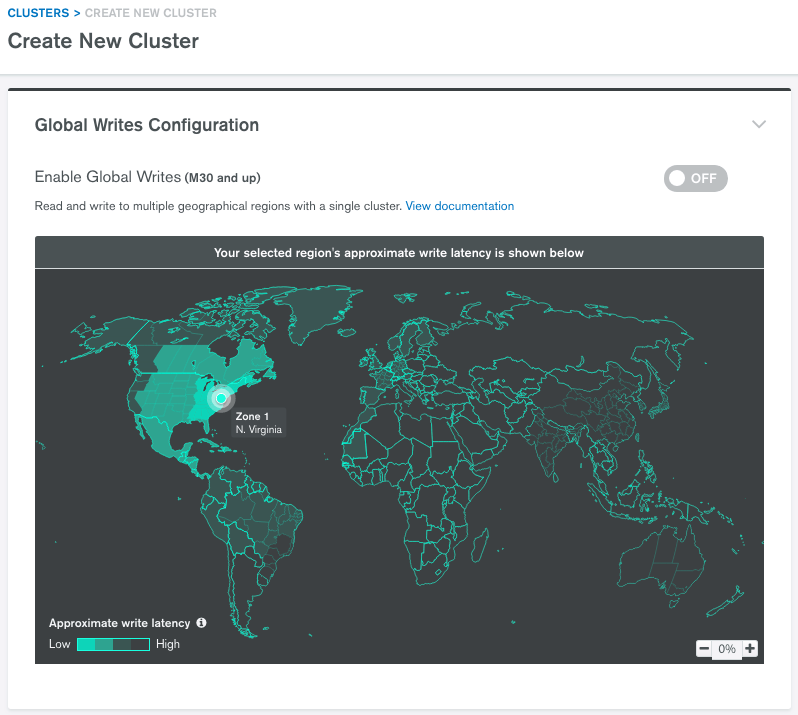 CLUSTERS > CREATE NEW CLUSTER
Create New Cluster
Global Writes Configuration
Enable Global Writes (M30 and up)
OFF
Read and write to multiple geographical regions with a single cluster. View documentation
Your selected region's approximate write latency is shown below
Zone 1
N. Virginia
Approximate write latency
Low High
0%